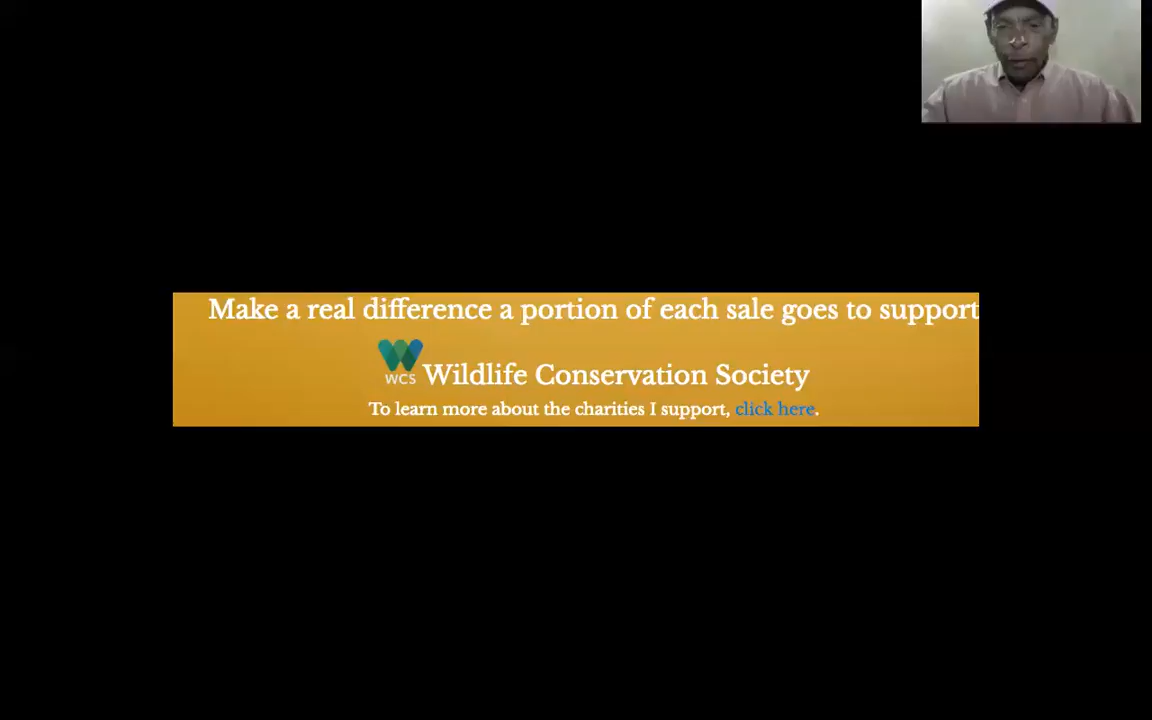 Make a real difference a portion of each sale goes to support
WCS
Wildlife Conservation Society
To learn more about the charities I support, click here.